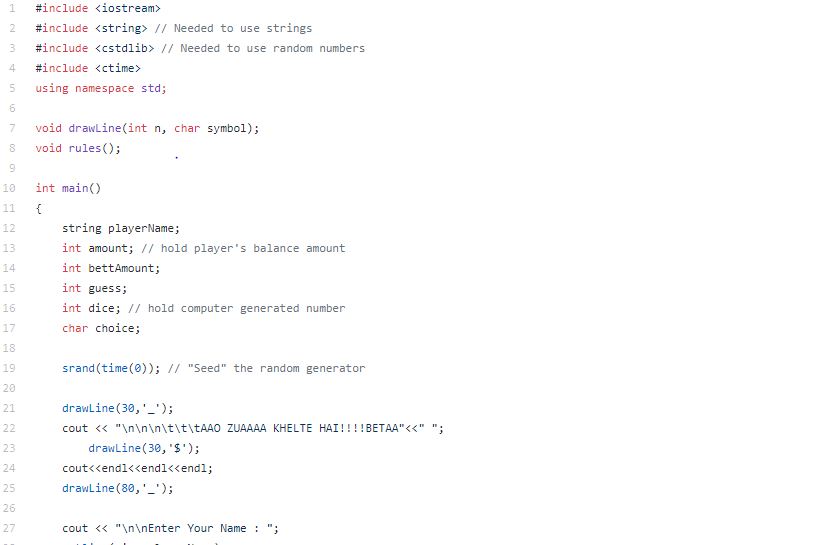 1 #include <iostream>
2 #include <string> // Needed to use strings
3 #include <cstdlib> // Needed to use random numbers
4 #include <ctime>
5 using namespace std;
6
7 void drawLine(int n, char symbol);
8 void rules();
9
10 int main()
11 {
12 string playerName;
13 int amount; // hold player's balance amount
14 int bettAmount;
15 int guess;
16 int dice; // hold computer generated number
17 char choice;
18
19 srand(time(0)); // "Seed" the random generator
20
21 drawLine(30,'_');
22 cout << "\n\n\n\t\t\tAAO ZUAAAA KHELTE HAI!!!!BETAA"<<" ";
23 drawLine(30,'$');
24 cout<<endl<<endl<<endl;
25 drawLine(80,'_');
26
27 cout << "\n\nEnter Your Name : ";